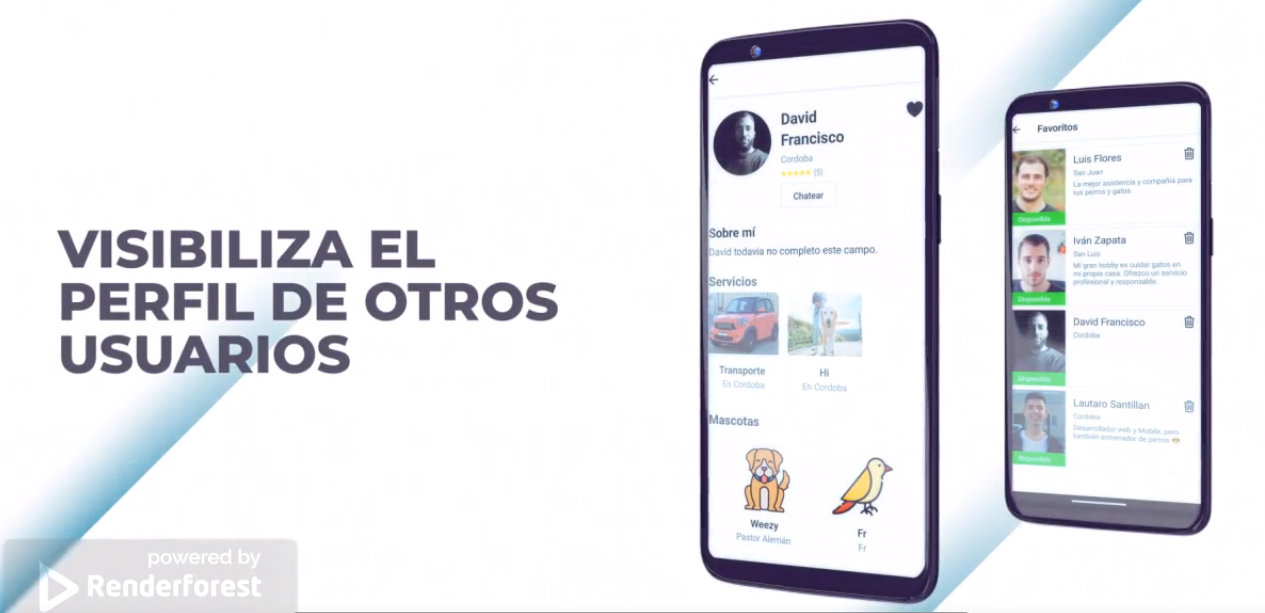 VISIBILIZA EL
PERFIL DE OTROS
USUARIOS
David
Francisco
Cordoba
(5)
Chatear
Sobre mí
David todavia no completo este campo.
Servicios
Transporte
En Cordoba
Hi
En Cordoba
Mascotas
Weezy
Pastor Alemán
Fr
Fr
Favoritos
Luis Flores
San Juan
La mejor asistencia y compañía para
tus perros y gatos.
Disponible
Iván Zapata
San Luis
Mi gran hobby es cuidar gatos en
mi propia casa. Ofrezco un servicio
profesional y responsable.
Disponible
David Francisco
Cordoba
Disponible
Lautaro Santillan
Cordoba
Desarrollador web y Mobile, pero
también entrenador de perros 😎
Disponible
powered by
Renderforest